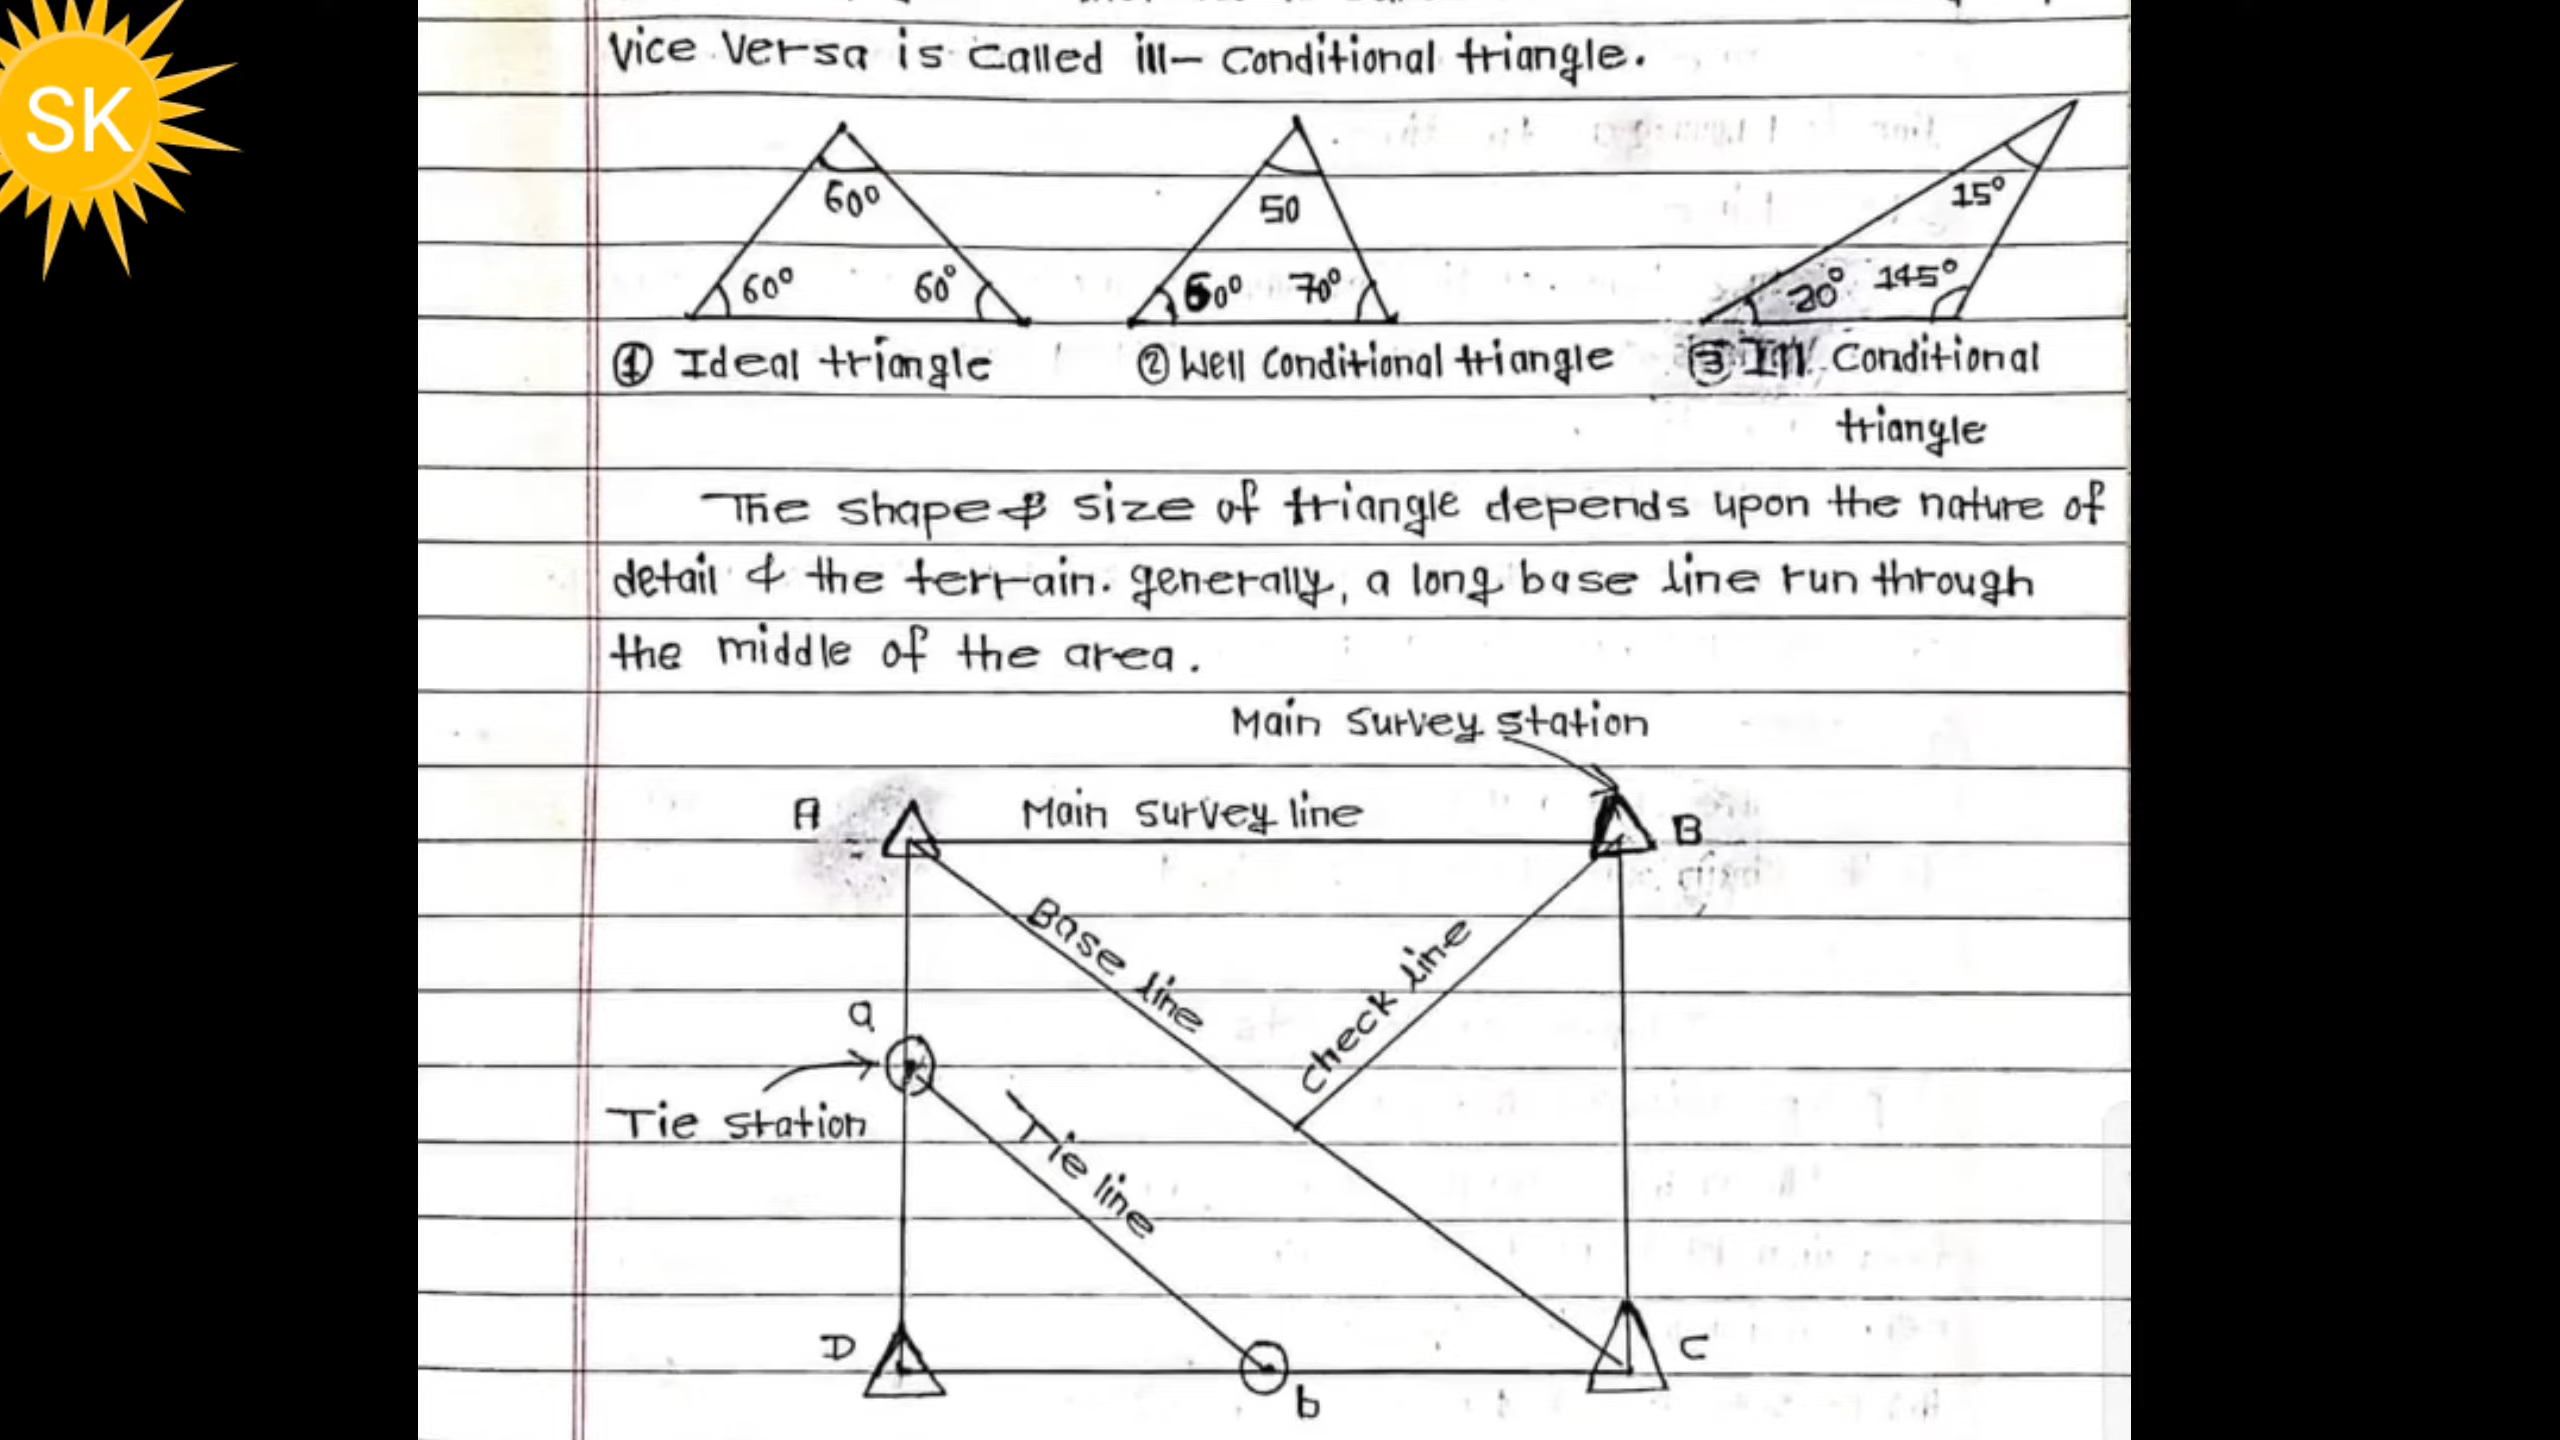 SK
Vice Versa is called ill- Conditional triangle.
60°
60° 60°
50
60° 70°
15°
20° 145°
① Ideal triangle
② Well Conditional triangle
③ Ill Conditional
triangle
The shape & size of triangle depends upon the nature of
detail & the terrain. generally, a long base line run through
the middle of the area.
Main survey station
A Main survey line B
Base line
Check line
a
Tie station
Tie line
D
C
b